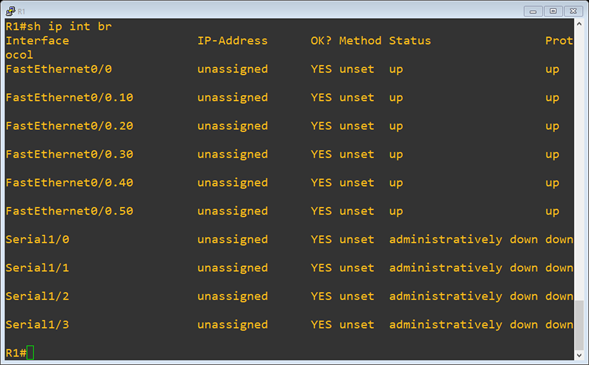 R1
R1#sh ip int br
Interface IP-Address OK? Method Status Prot
ocol
FastEthernet0/0 unassigned YES unset up up
FastEthernet0/0.10 unassigned YES unset up up
FastEthernet0/0.20 unassigned YES unset up up
FastEthernet0/0.30 unassigned YES unset up up
FastEthernet0/0.40 unassigned YES unset up up
FastEthernet0/0.50 unassigned YES unset up up
Serial1/0 unassigned YES unset administratively down down
Serial1/1 unassigned YES unset administratively down down
Serial1/2 unassigned YES unset administratively down down
Serial1/3 unassigned YES unset administratively down down
R1#